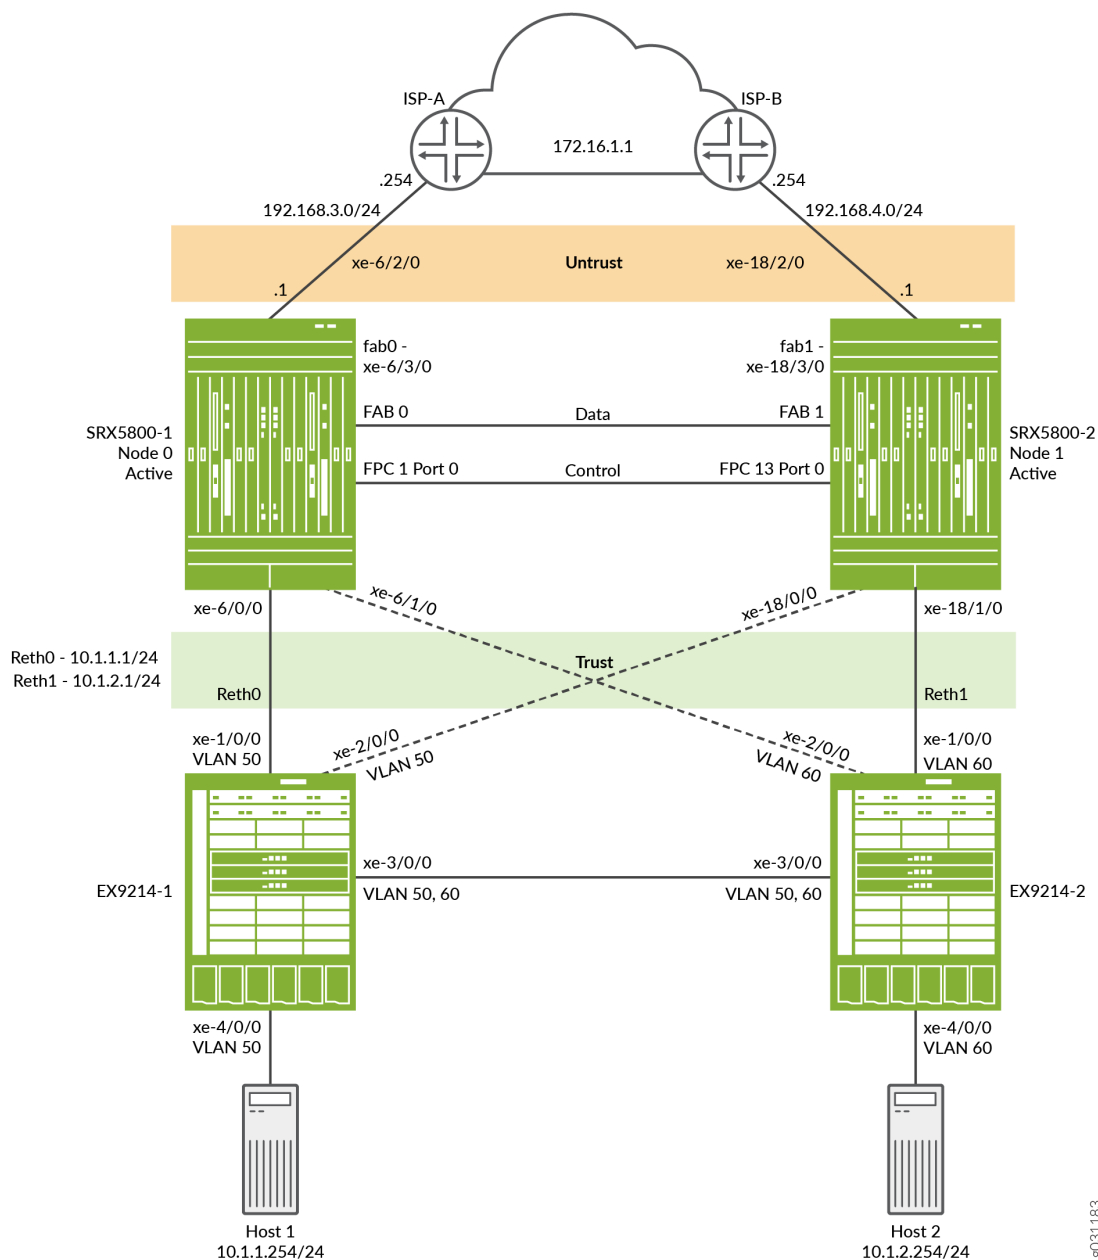 ISP-A
ISP-B
172.16.1.1
.254
.254
192.168.3.0/24
192.168.4.0/24
xe-6/2/0
Untrust
xe-18/2/0
.1
.1
fab0 -
xe-6/3/0
fab1 -
xe-18/3/0
FAB 0
Data
FAB 1
SRX5800-1
Node 0
Active
SRX5800-2
Node 1
Active
FPC 1 Port 0
Control
FPC 13 Port 0
xe-6/0/0
xe-6/1/0
xe-18/0/0
xe-18/1/0
Reth0 - 10.1.1.1/24
Reth1 - 10.1.2.1/24
Trust
Reth0
Reth1
xe-1/0/0
VLAN 50
xe-2/0/0
VLAN 50
xe-2/0/0
VLAN 60
xe-1/0/0
VLAN 60
xe-3/0/0
xe-3/0/0
EX9214-1
VLAN 50, 60
VLAN 50, 60
EX9214-2
xe-4/0/0
VLAN 50
xe-4/0/0
VLAN 60
Host 1
10.1.1.254/24
Host 2
10.1.2.254/24
g031183